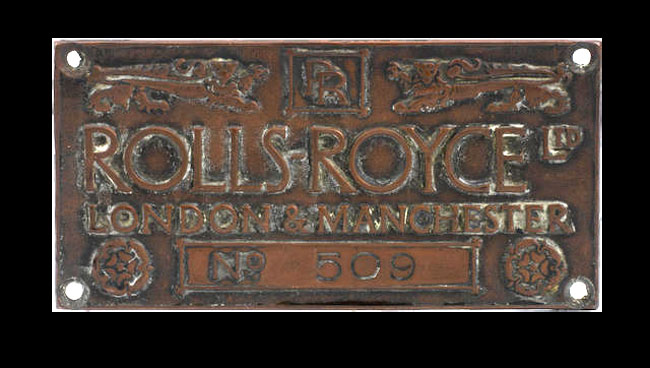 RR
ROLLS-ROYCE LTD
LONDON & MANCHESTER
No 509